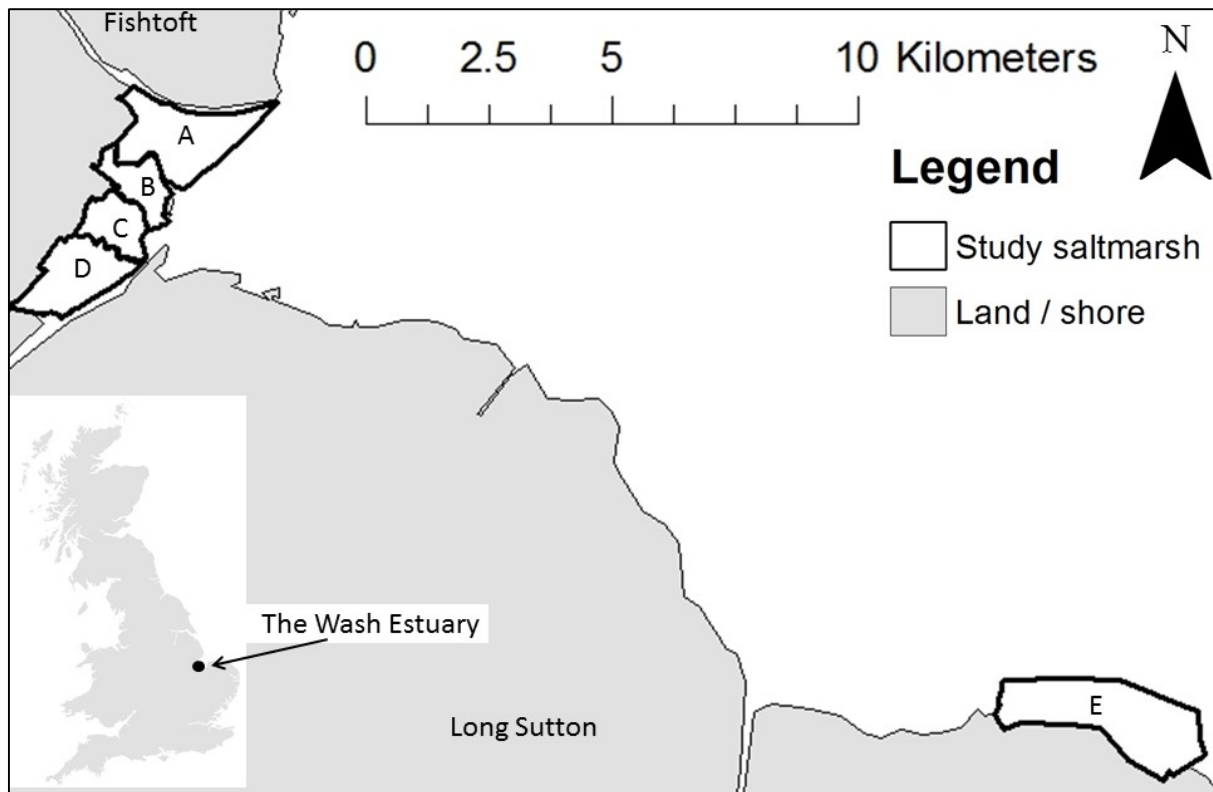 Fishtoft
0 2.5 5 10 Kilometers
N
A
B
C
D
Legend
Study saltmarsh
Land / shore
The Wash Estuary
Long Sutton
E